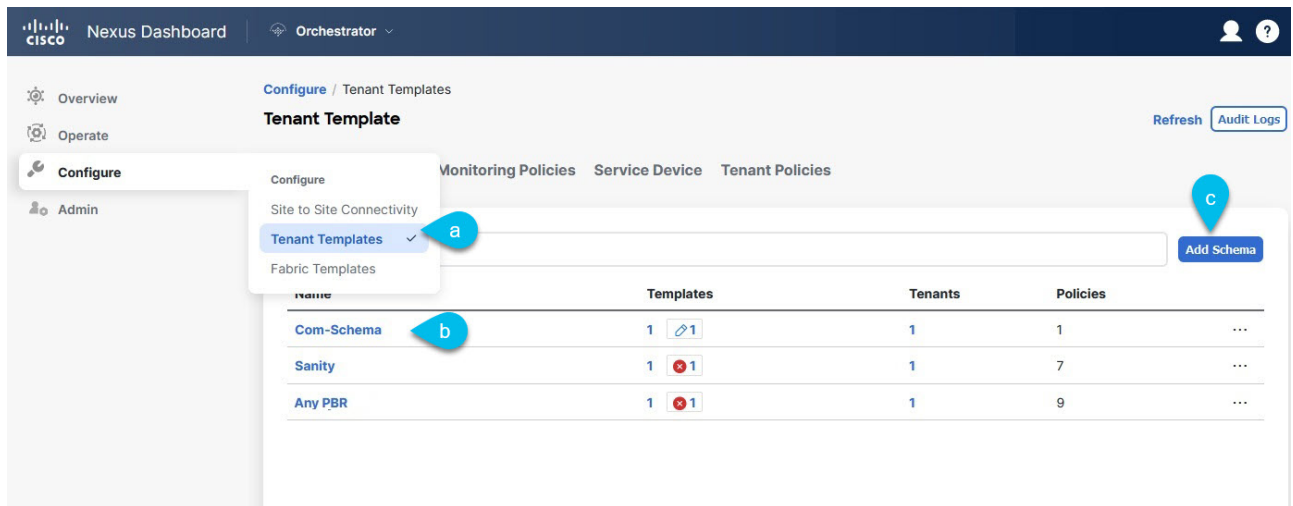 CISCO Nexus Dashboard Orchestrator ?
Overview
Operate
Configure
Admin
Configure / Tenant Templates
Tenant Template
Refresh Audit Logs
Monitoring Policies Service Device Tenant Policies
Configure
Site to Site Connectivity
Tenant Templates
Fabric Templates
a
c
Add Schema
Name Templates Tenants Policies
Com-Schema b 1 1 1 1 ...
Sanity 1 1 1 7 ...
Any PBR 1 1 1 9 ...